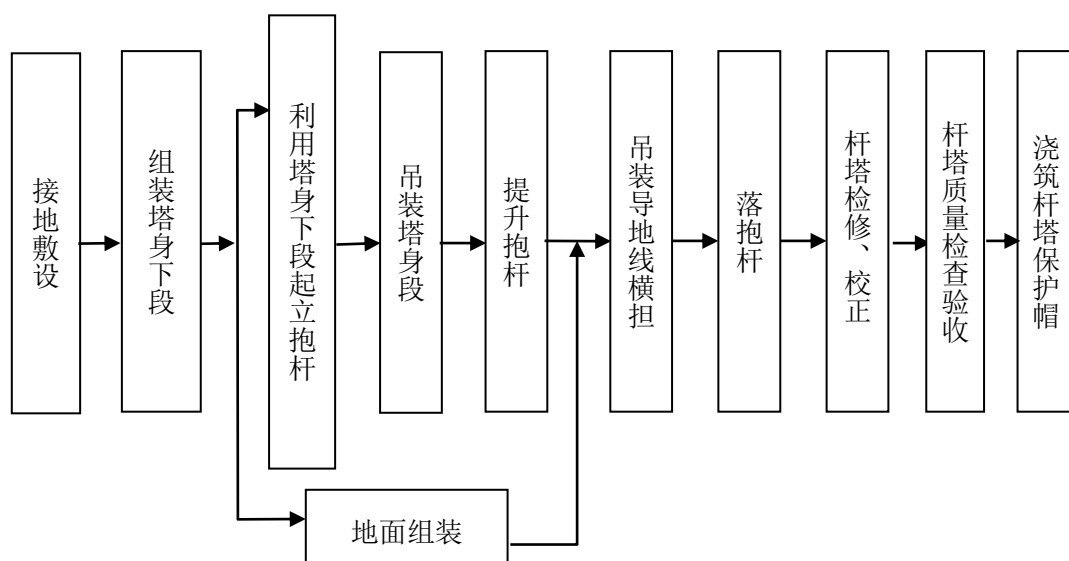 接地敷设
组装塔身下段
利用塔身下段起立抱杆
吊装塔身段
提升抱杆
吊装导地线横担
落抱杆
杆塔检修、校正
杆塔质量检查验收
浇筑杆塔保护帽
地面组装